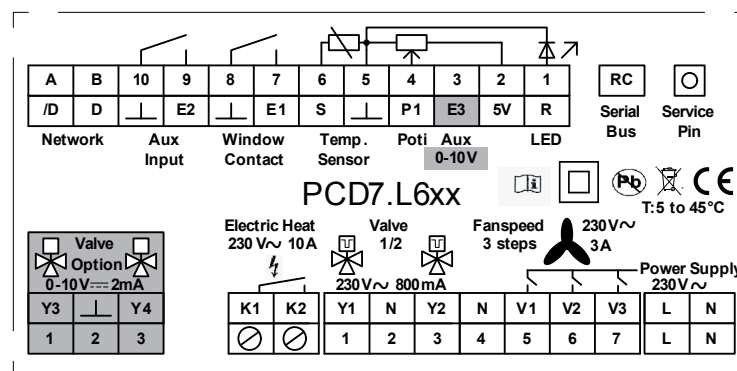 A B 10 9 8 7 6 5 4 3 2 1 RC
/D D ⊥ E2 ⊥ E1 S ⊥ P1 E3 5V R Serial Service
Network Aux Window Temp. Poti Aux LED Bus Pin
Input Contact Sensor 0-10V
PCD7.L6xx Pb CE
T:5 to 45°C
Electric Heat Valve Fanspeed 230V~
230V~ 10A 1/2 3 steps 3A
Valve
Option
0-10V⎓2mA 230V~ 800mA Power Supply
230V~
Y3 ⊥ Y4 K1 K2 Y1 N Y2 N V1 V2 V3 L N
1 2 3 1 2 3 4 5 6 7 L N